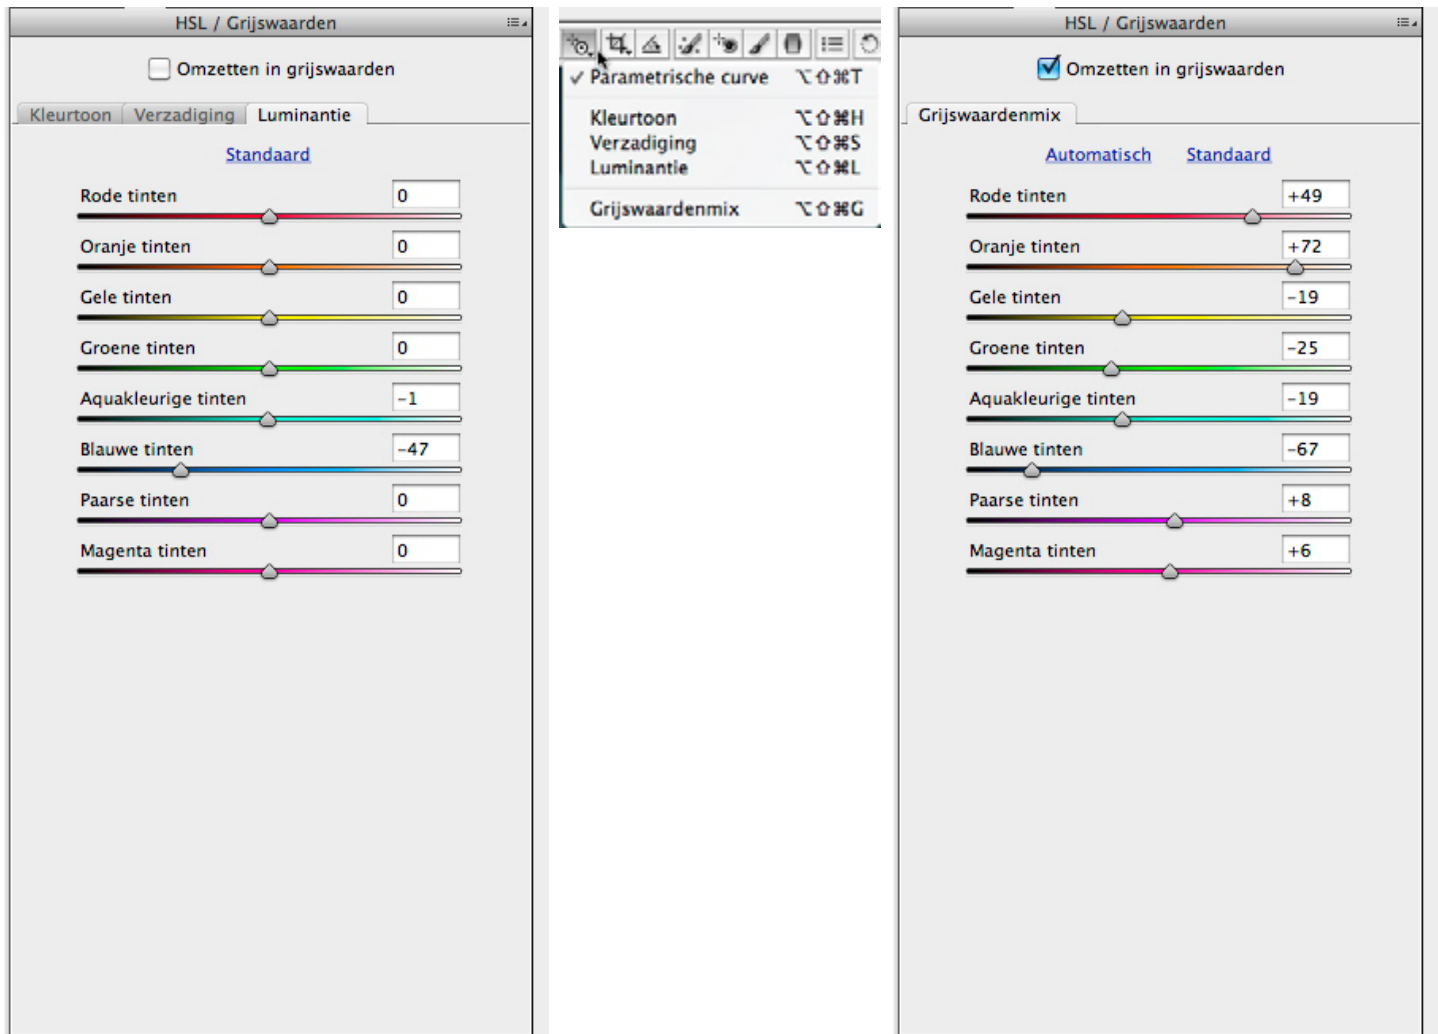 HSL / Grijswaarden
Omzetten in grijswaarden
Kleurtoon Verzadiging Luminantie
Standaard
Rode tinten 0
Oranje tinten 0
Gele tinten 0
Groene tinten 0
Aquakleurige tinten -1
Blauwe tinten -47
Paarse tinten 0
Magenta tinten 0
✓ Parametrische curve ⌥⇧⌘T
Kleurtoon ⌥⇧⌘H
Verzadiging ⌥⇧⌘S
Luminantie ⌥⇧⌘L
Grijswaardenmix ⌥⇧⌘G
HSL / Grijswaarden
Omzetten in grijswaarden
Grijswaardenmix
Automatisch Standaard
Rode tinten +49
Oranje tinten +72
Gele tinten -19
Groene tinten -25
Aquakleurige tinten -19
Blauwe tinten -67
Paarse tinten +8
Magenta tinten +6